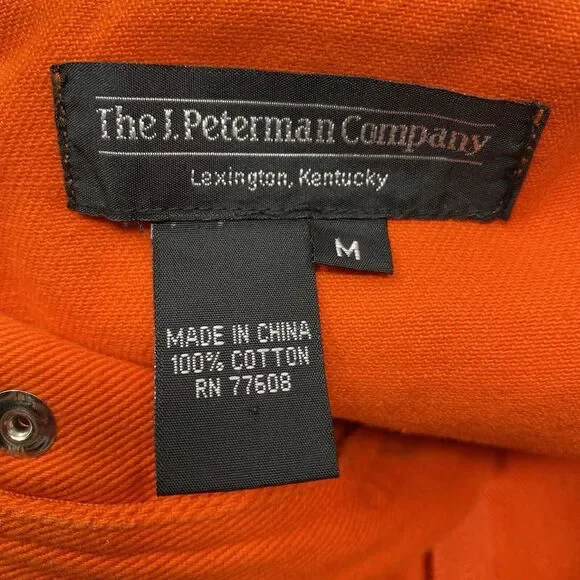 The J. Peterman Company
Lexington, Kentucky
M
MADE IN CHINA
100% COTTON
RN 77608